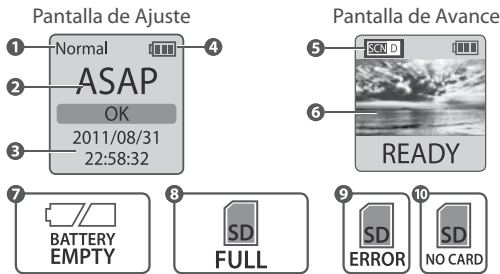 Pantalla de Ajuste
Pantalla de Avance
1 Normal 4
2 ASAP
OK
3 2011/08/31
22:58:32
5 SCN D
6
READY
7 BATTERY
EMPTY
8 SD
FULL
9 SD
ERROR
10 SD
NO CARD